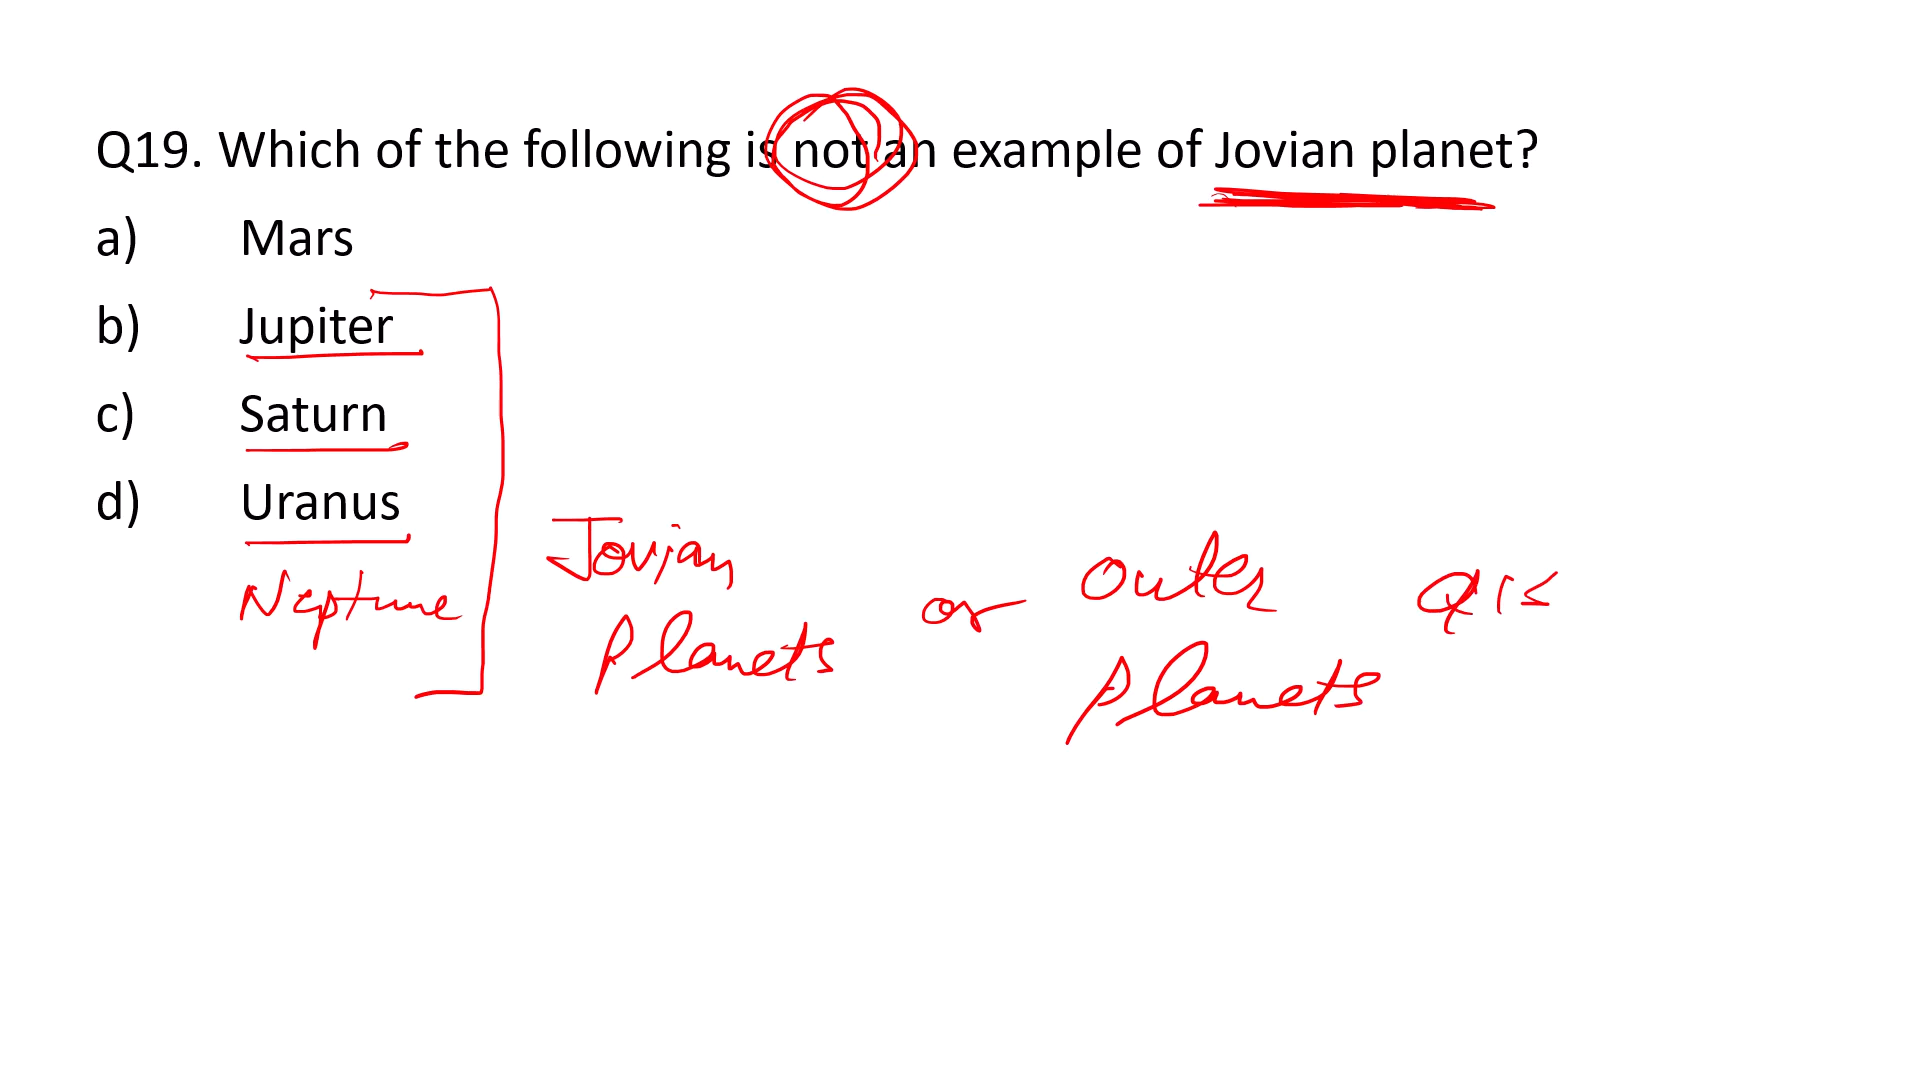 Q19. Which of the following is not an example of Jovian planet?
a) Mars
b) Jupiter
c) Saturn
d) Uranus
Neptune
Jovian
Planets
or
outer
Planets